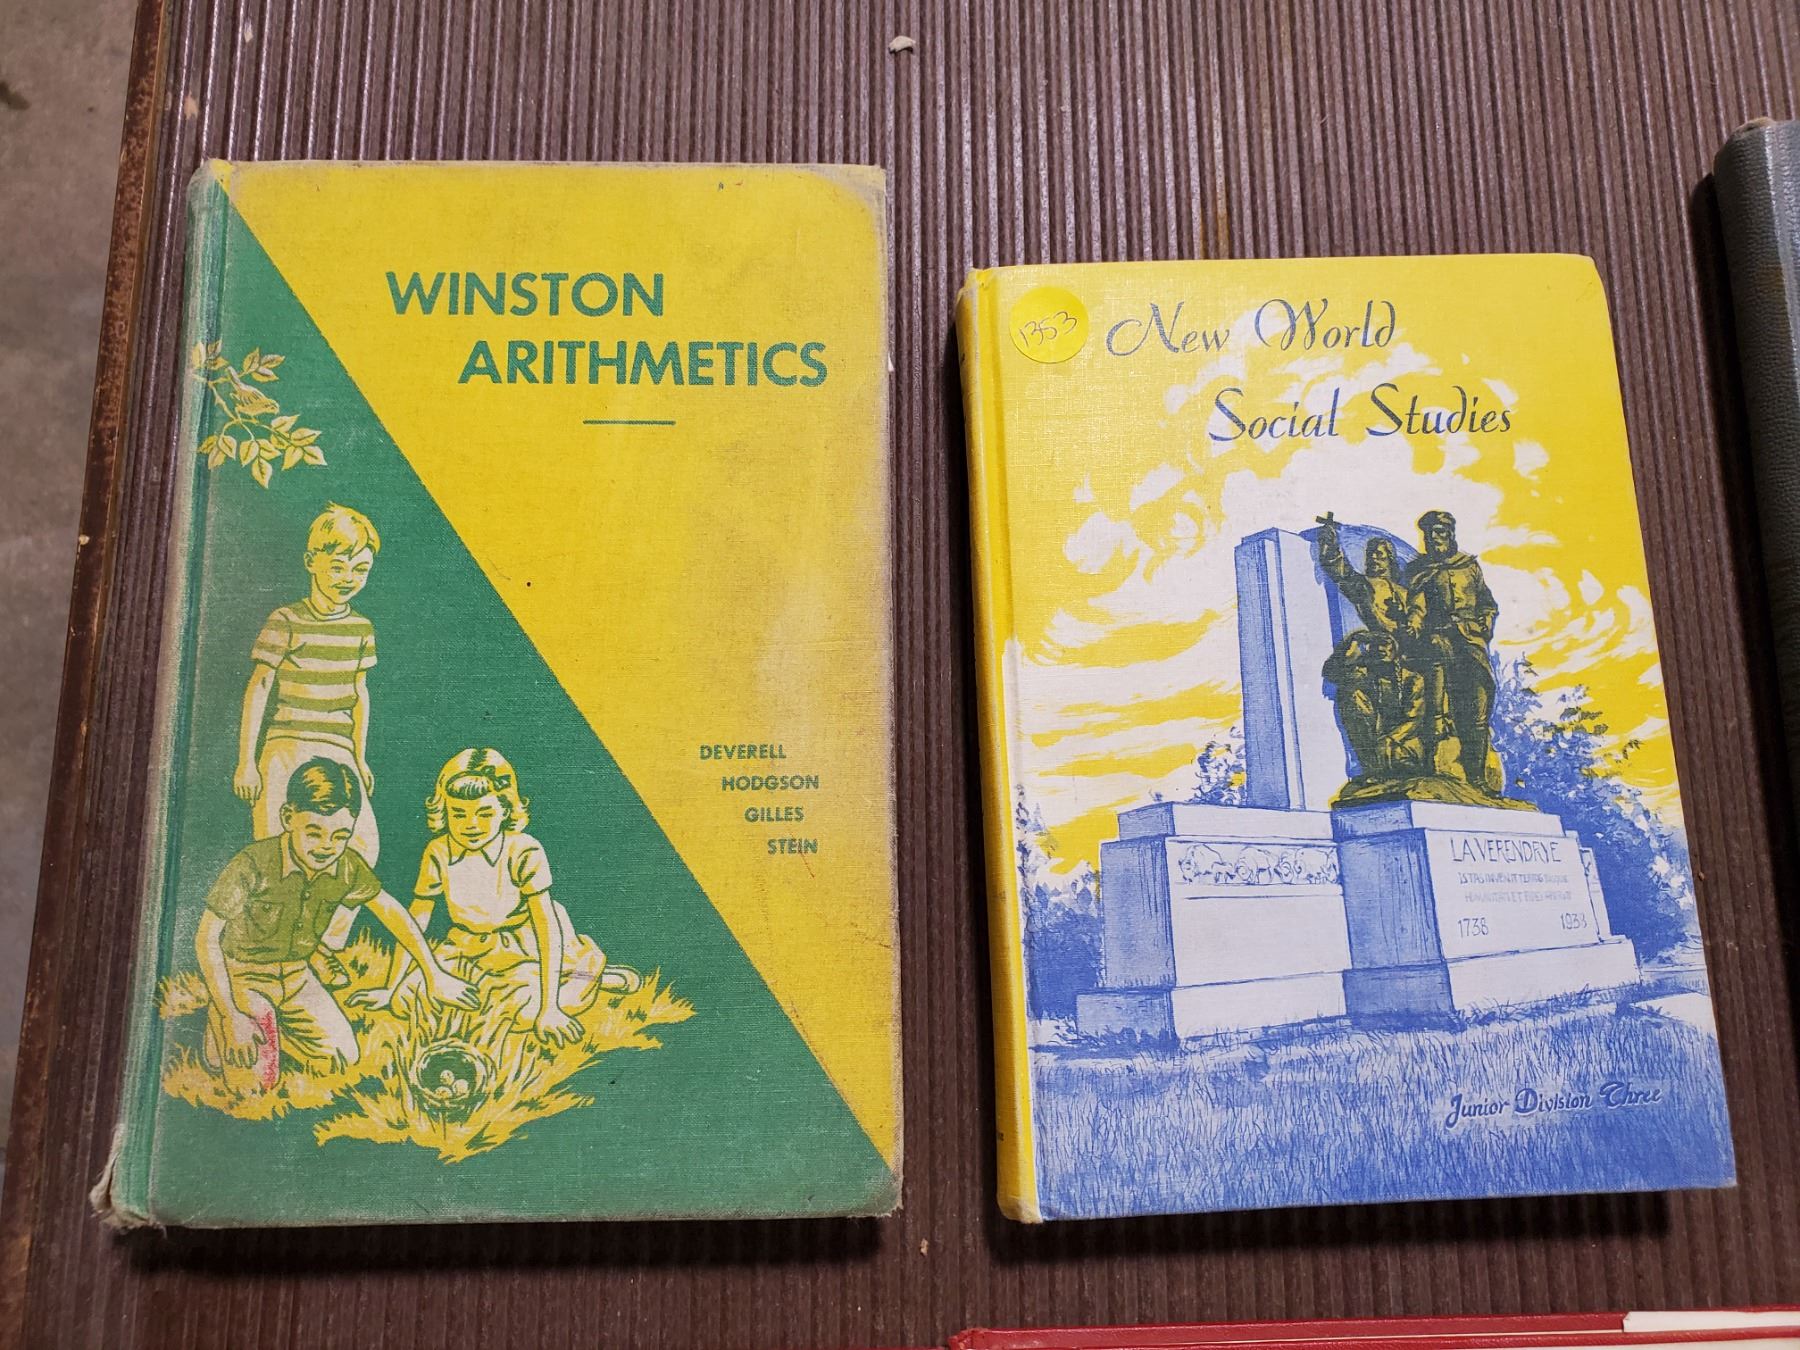 WINSTON
ARITHMETICS
DEVERELL
HODGSON
GILLES
STEIN
1353
New World
Social Studies
LA VERENDRYE
1738 1938
Junior Division Three